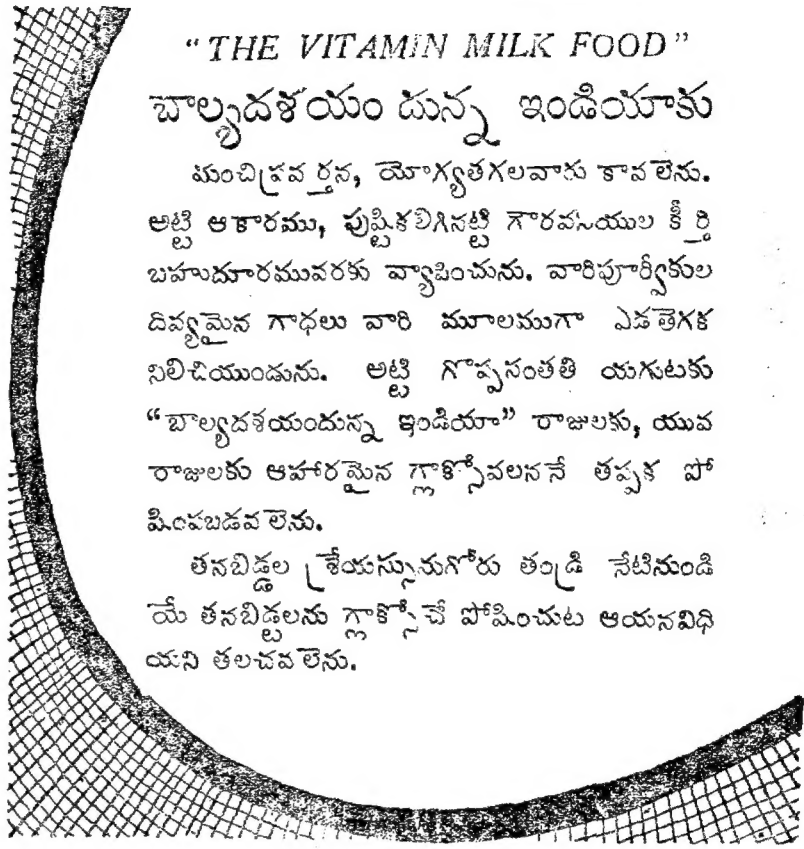 “THE VITAMIN MILK FOOD”
బాల్యదశయం దున్న ఇండియాకు
మంచిప్రవర్తన, యోగ్యతగలవారు కావలెను.
అట్టి ఆకారము, పుష్టికలిగినట్టి గౌరవనీయుల కీర్తి
బహుదూరమువరకు వ్యాపించును. వారిపూర్వీకుల
దివ్యమైన గాధలు వారి మూలముగా ఎడతెగక
నిలిచియుండును. అట్టి గొప్పసంతతి యగుటకు
“బాల్యదశయందున్న ఇండియా” రాజులకు, యువ
రాజులకు ఆహారమైన గ్లాక్సోవలననే తప్పక పో
షింపబడవలెను.
తనబిడ్డల శ్రేయస్సునుగోరు తండ్రి నేటినుండి
యే తనబిడ్డలను గ్లాక్సోచే పోషించుట ఆయనవిధి
యని తలచవలెను.